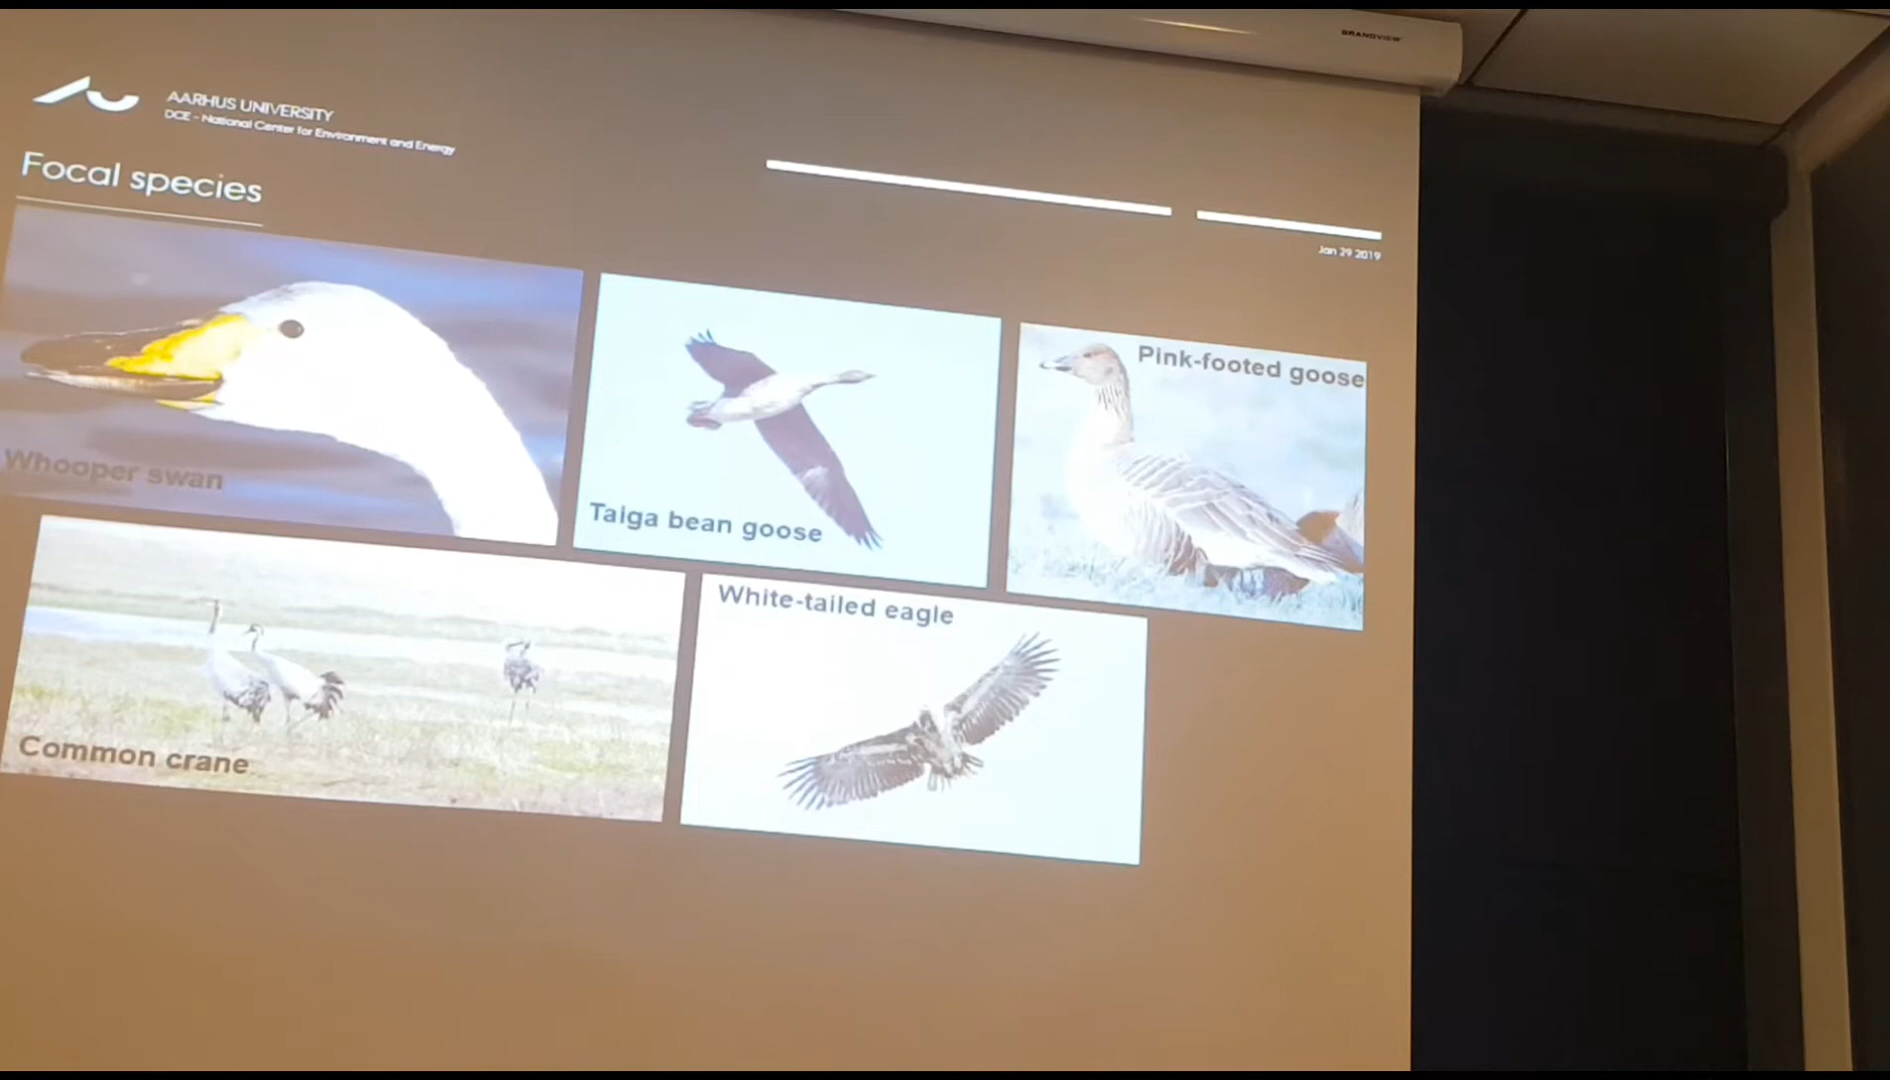 GRANDVIEW
AARHUS UNIVERSITY
DCE - National Center for Environment and Energy
Focal species
Jan 29 2019
Whooper swan
Taiga bean goose
Pink-footed goose
Common crane
White-tailed eagle